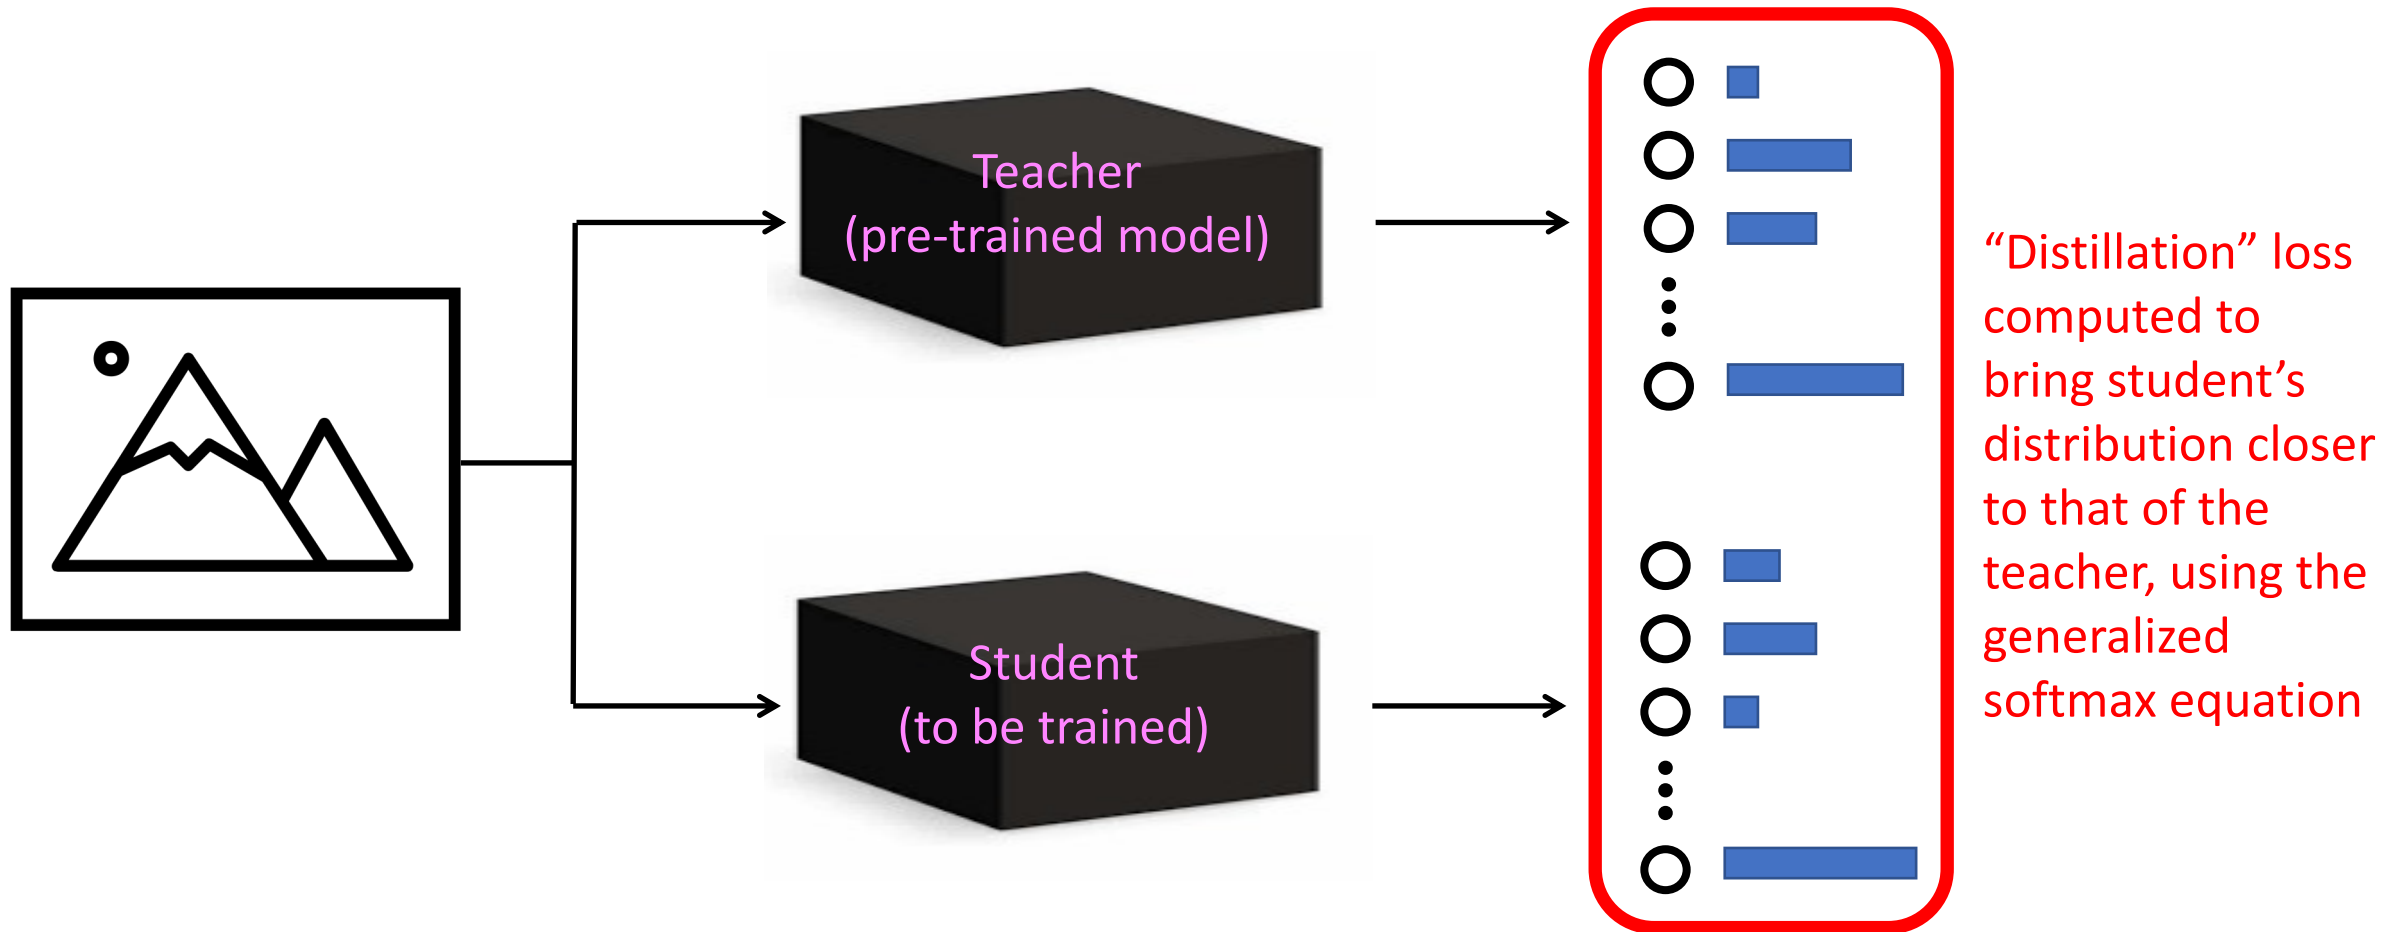 Teacher
(pre-trained model)
Student
(to be trained)
“Distillation” loss
computed to
bring student’s
distribution closer
to that of the
teacher, using the
generalized
softmax equation